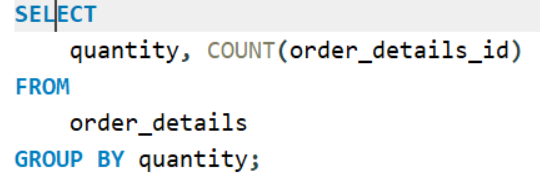 SELECT
quantity, COUNT(order_details_id)
FROM
order_details
GROUP BY quantity;